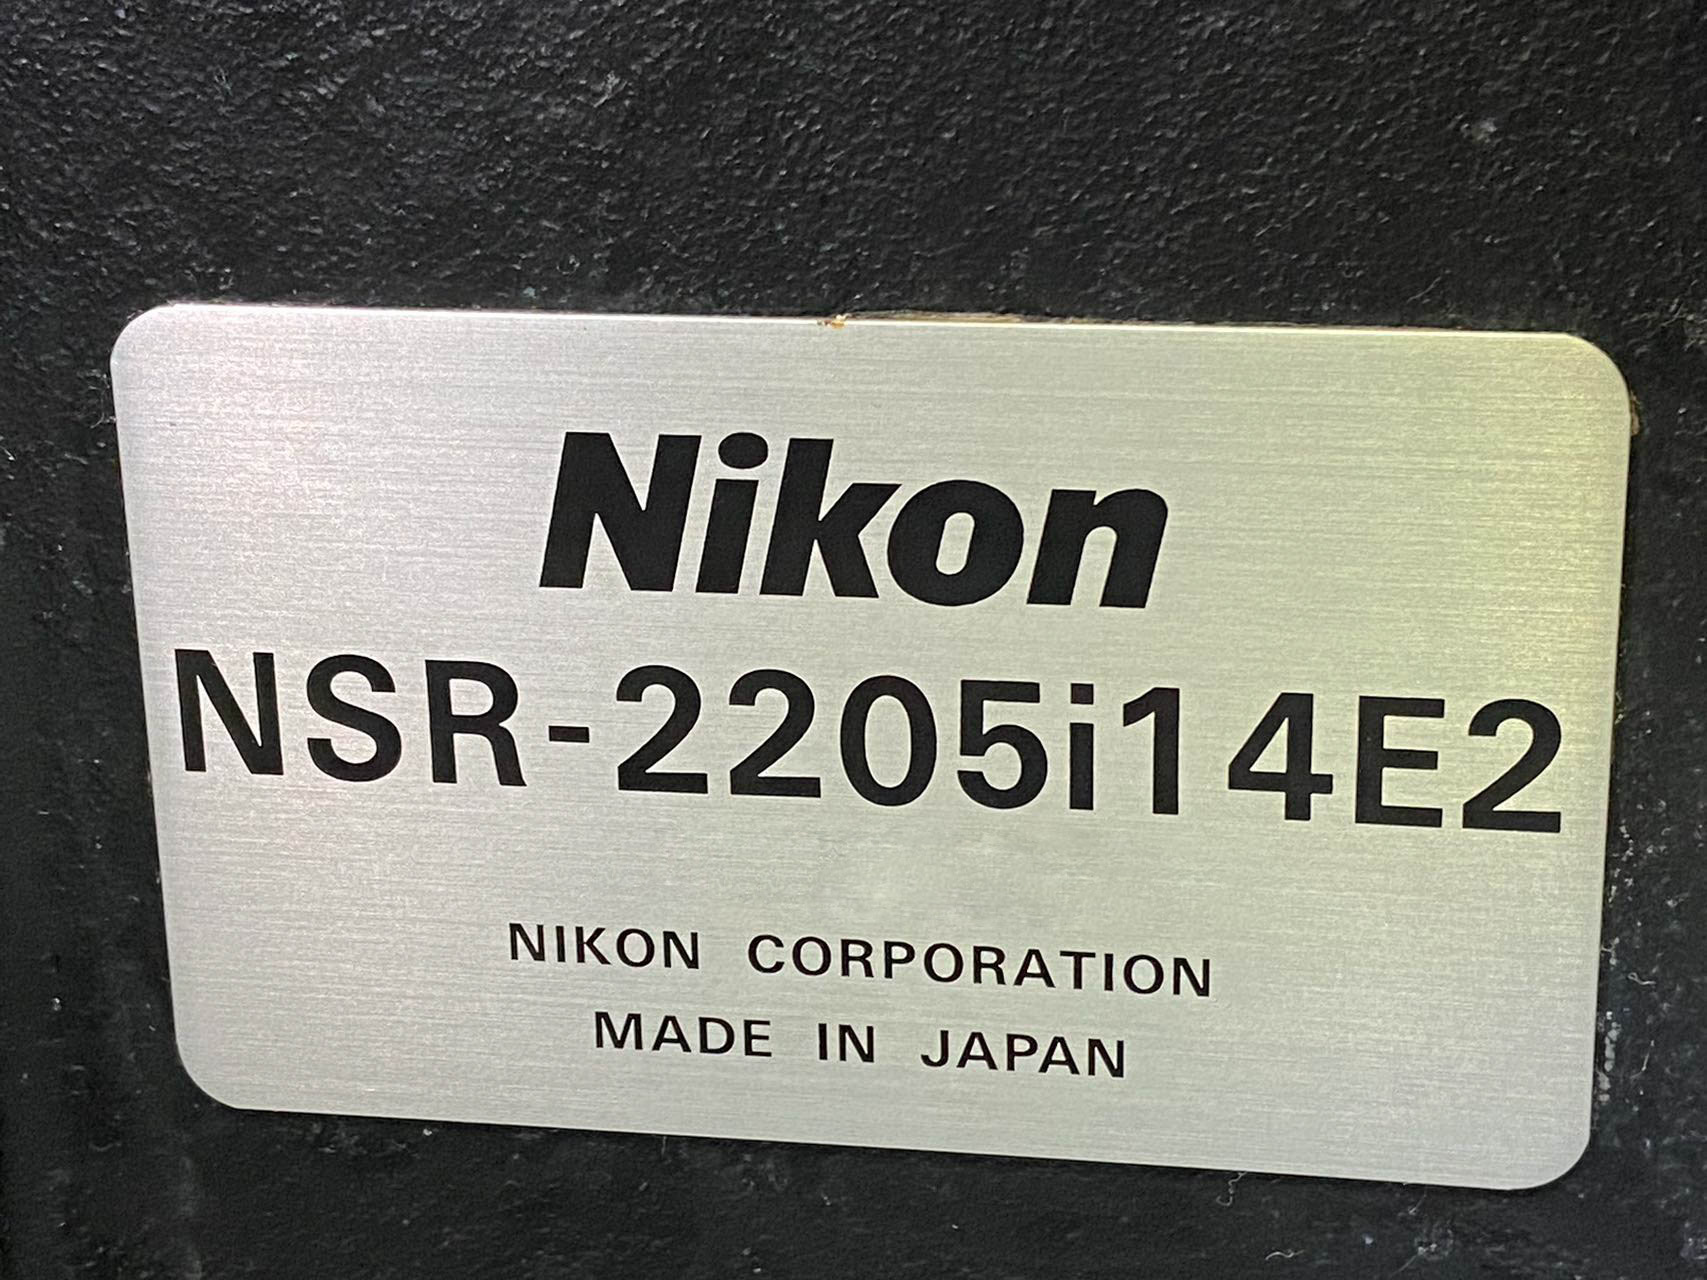 Nikon
NSR-2205i14E2
NIKON CORPORATION
MADE IN JAPAN